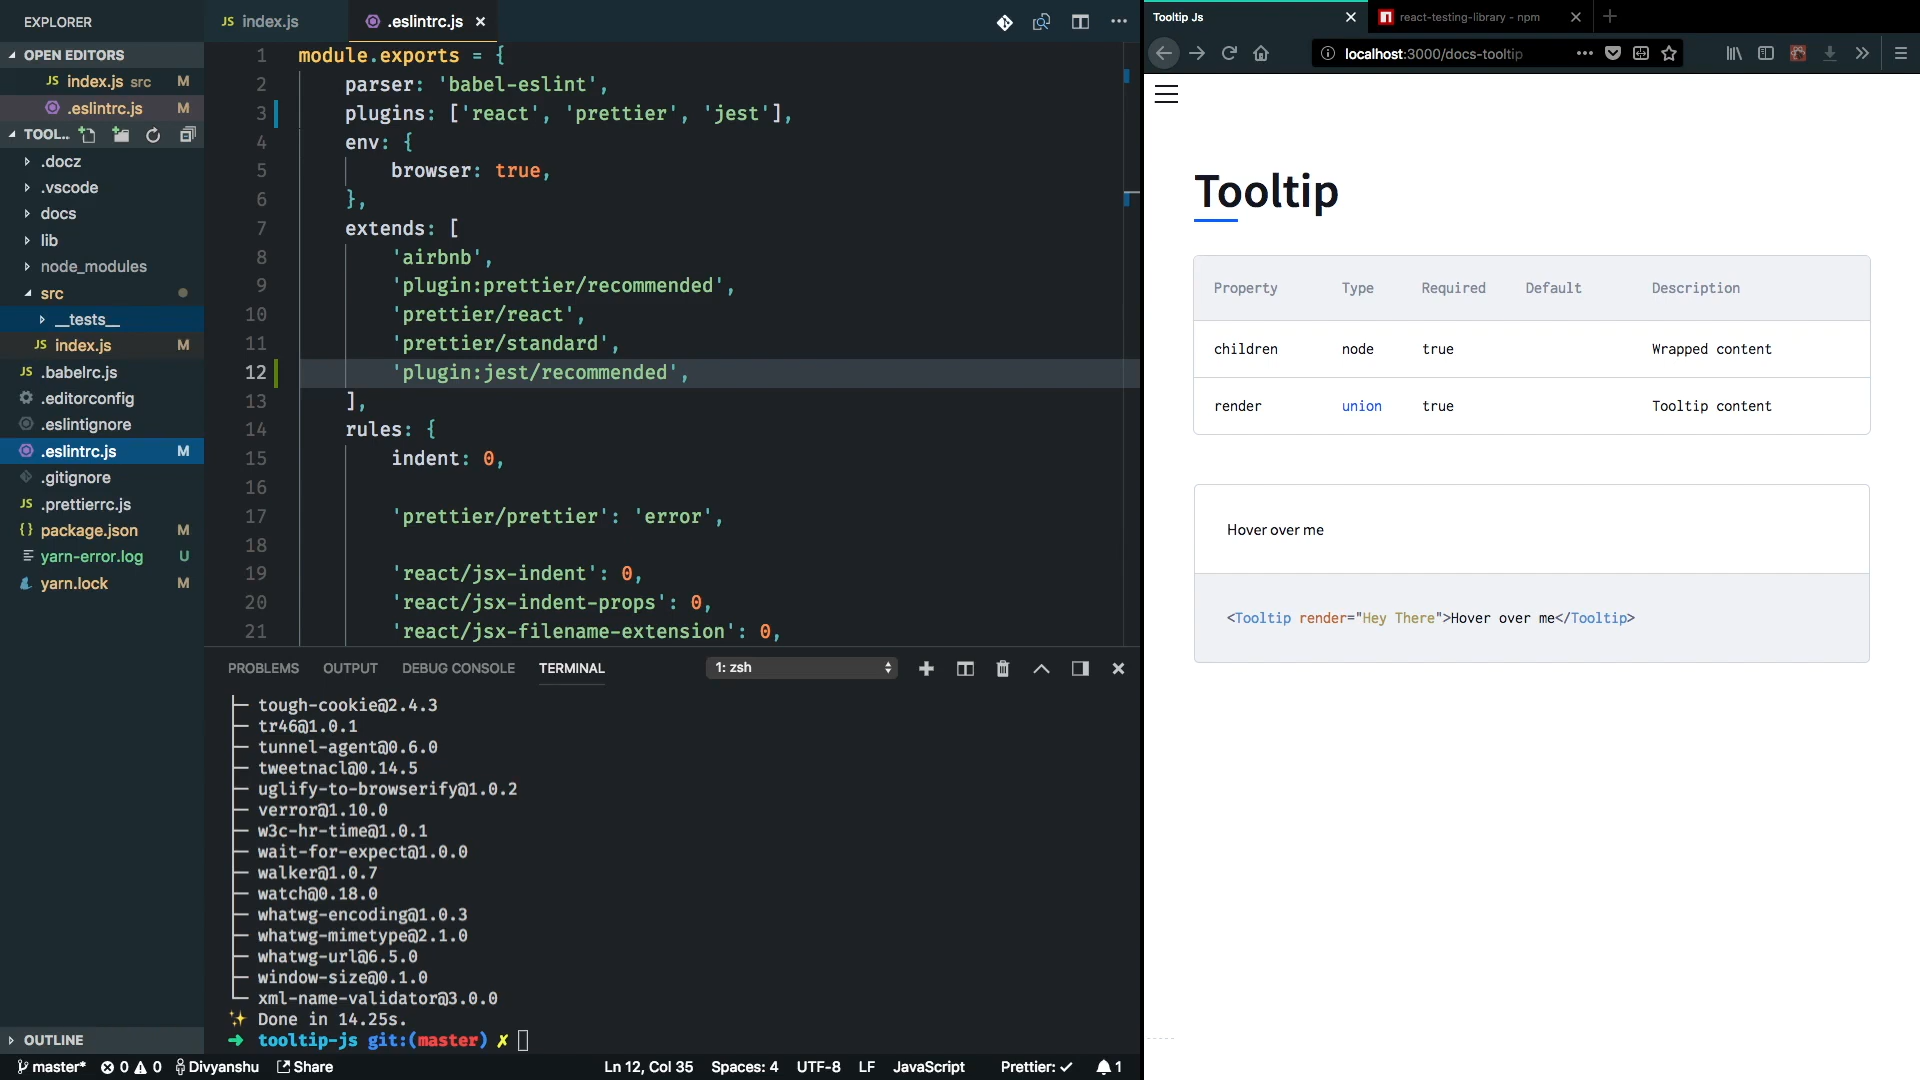 EXPLORER
OPEN EDITORS
JS index.js src M
.eslintrc.js M
TOOL..
.docz
.vscode
docs
lib
node_modules
src
__tests__
JS index.js M
JS .babelrc.js
.editorconfig
.eslintignore
.eslintrc.js M
.gitignore
JS .prettierrc.js
{} package.json M
yarn-error.log U
yarn.lock M
OUTLINE
JS index.js
.eslintrc.js
1 module.exports = {
2 parser: 'babel-eslint',
3 plugins: ['react', 'prettier', 'jest'],
4 env: {
5 browser: true,
6 },
7 extends: [
8 'airbnb',
9 'plugin:prettier/recommended',
10 'prettier/react',
11 'prettier/standard',
12 'plugin:jest/recommended',
13 ],
14 rules: {
15 indent: 0,
16
17 'prettier/prettier': 'error',
18
19 'react/jsx-indent': 0,
20 'react/jsx-indent-props': 0,
21 'react/jsx-filename-extension': 0,
PROBLEMS OUTPUT DEBUG CONSOLE TERMINAL 1: zsh
├─ tough-cookie@2.4.3
├─ tr46@1.0.1
├─ tunnel-agent@0.6.0
├─ tweetnacl@0.14.5
├─ uglify-to-browserify@1.0.2
├─ verror@1.10.0
├─ w3c-hr-time@1.0.1
├─ wait-for-expect@1.0.0
├─ walker@1.0.7
├─ watch@0.18.0
├─ whatwg-encoding@1.0.3
├─ whatwg-mimetype@2.1.0
├─ whatwg-url@6.5.0
├─ window-size@0.1.0
└─ xml-name-validator@3.0.0
✨ Done in 14.25s.
➜ tooltip-js git:(master) ✗
master* 0 0 Divyanshu Share Ln 12, Col 35 Spaces: 4 UTF-8 LF JavaScript Prettier: ✓ 1
Tooltip Js
react-testing-library - npm
localhost:3000/docs-tooltip
Tooltip
Property Type Required Default Description
children node true Wrapped content
render union true Tooltip content
Hover over me
<Tooltip render="Hey There">Hover over me</Tooltip>